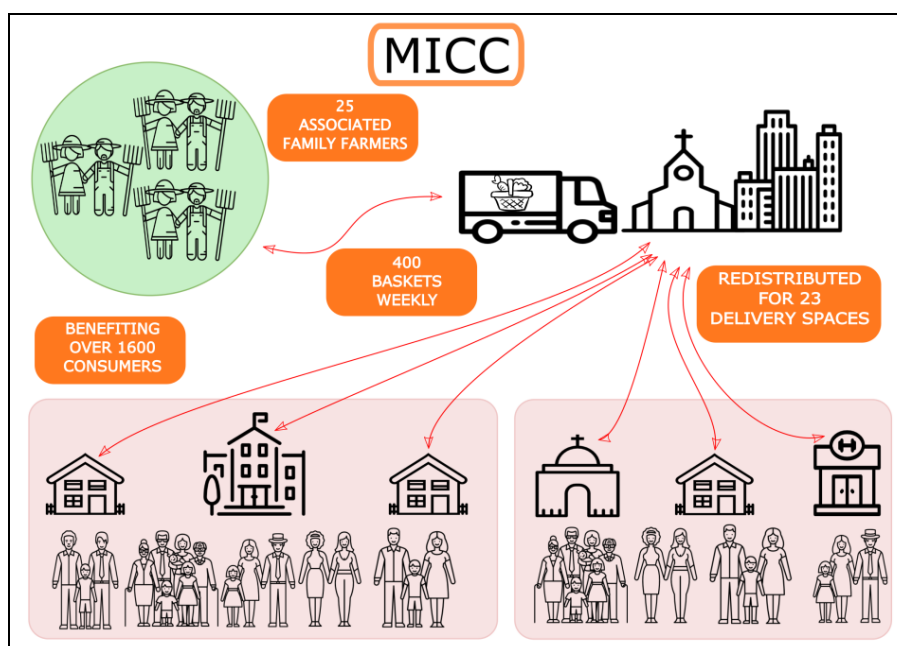 MICC
25
ASSOCIATED
FAMILY FARMERS
400
BASKETS
WEEKLY
REDISTRIBUTED
FOR 23
DELIVERY SPACES
BENEFITING
OVER 1600
CONSUMERS